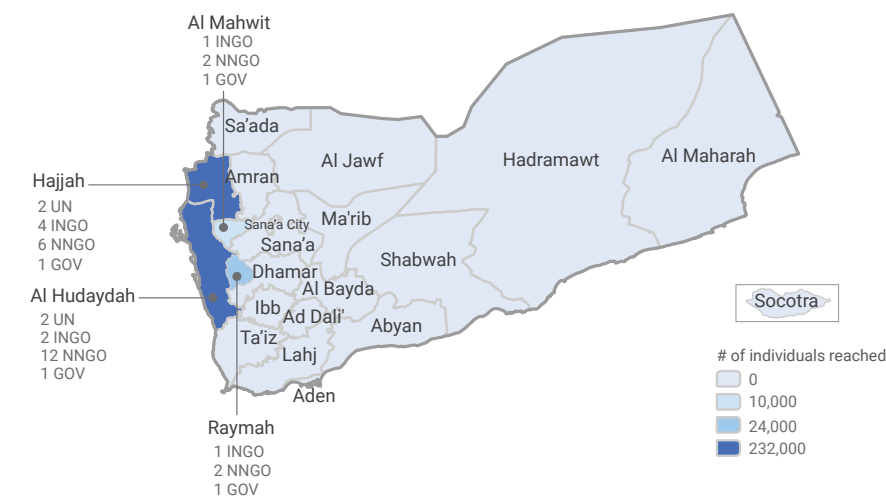 Al Mahwit
1 INGO
2 NNGO
1 GOV
Sa'ada
Al Jawf
Hadramawt
Al Maharah
Hajjah
2 UN
4 INGO
6 NNGO
1 GOV
Amran
Sana'a City
Ma'rib
Sana'a
Shabwah
Dhamar
Al Bayda
Al Hudaydah
2 UN
2 INGO
12 NNGO
1 GOV
Ibb
Ad Dali'
Abyan
Ta'iz
Lahj
Aden
Socotra
Raymah
1 INGO
2 NNGO
1 GOV
# of individuals reached
0
10,000
24,000
232,000